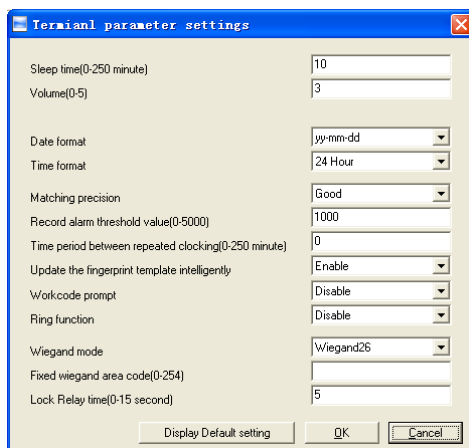 Termianl parameter settings
Sleep time(0-250 minute) 10
Volume(0-5) 3
Date format yy-mm-dd
Time format 24 Hour
Matching precision Good
Record alarm threshold value(0-5000) 1000
Time period between repeated clocking(0-250 minute) 0
Update the fingerprint template intelligently Enable
Workcode prompt Disable
Ring function Disable
Wiegand mode Wiegand26
Fixed wiegand area code(0-254)
Lock Relay time(0-15 second) 5
Display Default setting OK Cancel